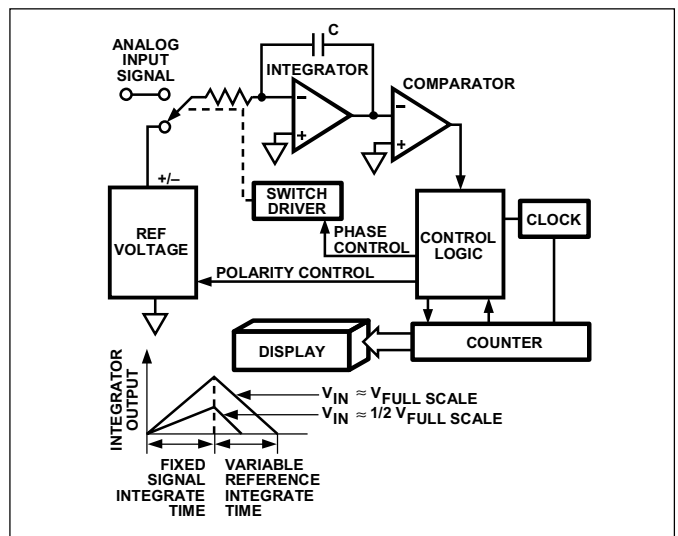 ANALOG
INPUT
SIGNAL
C
INTEGRATOR
–
+
COMPARATOR
–
+
+/–
REF
VOLTAGE
SWITCH
DRIVER
PHASE
CONTROL
CONTROL
LOGIC
CLOCK
POLARITY CONTROL
DISPLAY
COUNTER
INTEGRATOR
OUTPUT
VIN ≈ VFULL SCALE
VIN ≈ 1/2 VFULL SCALE
FIXED
SIGNAL
INTEGRATE
TIME
VARIABLE
REFERENCE
INTEGRATE
TIME